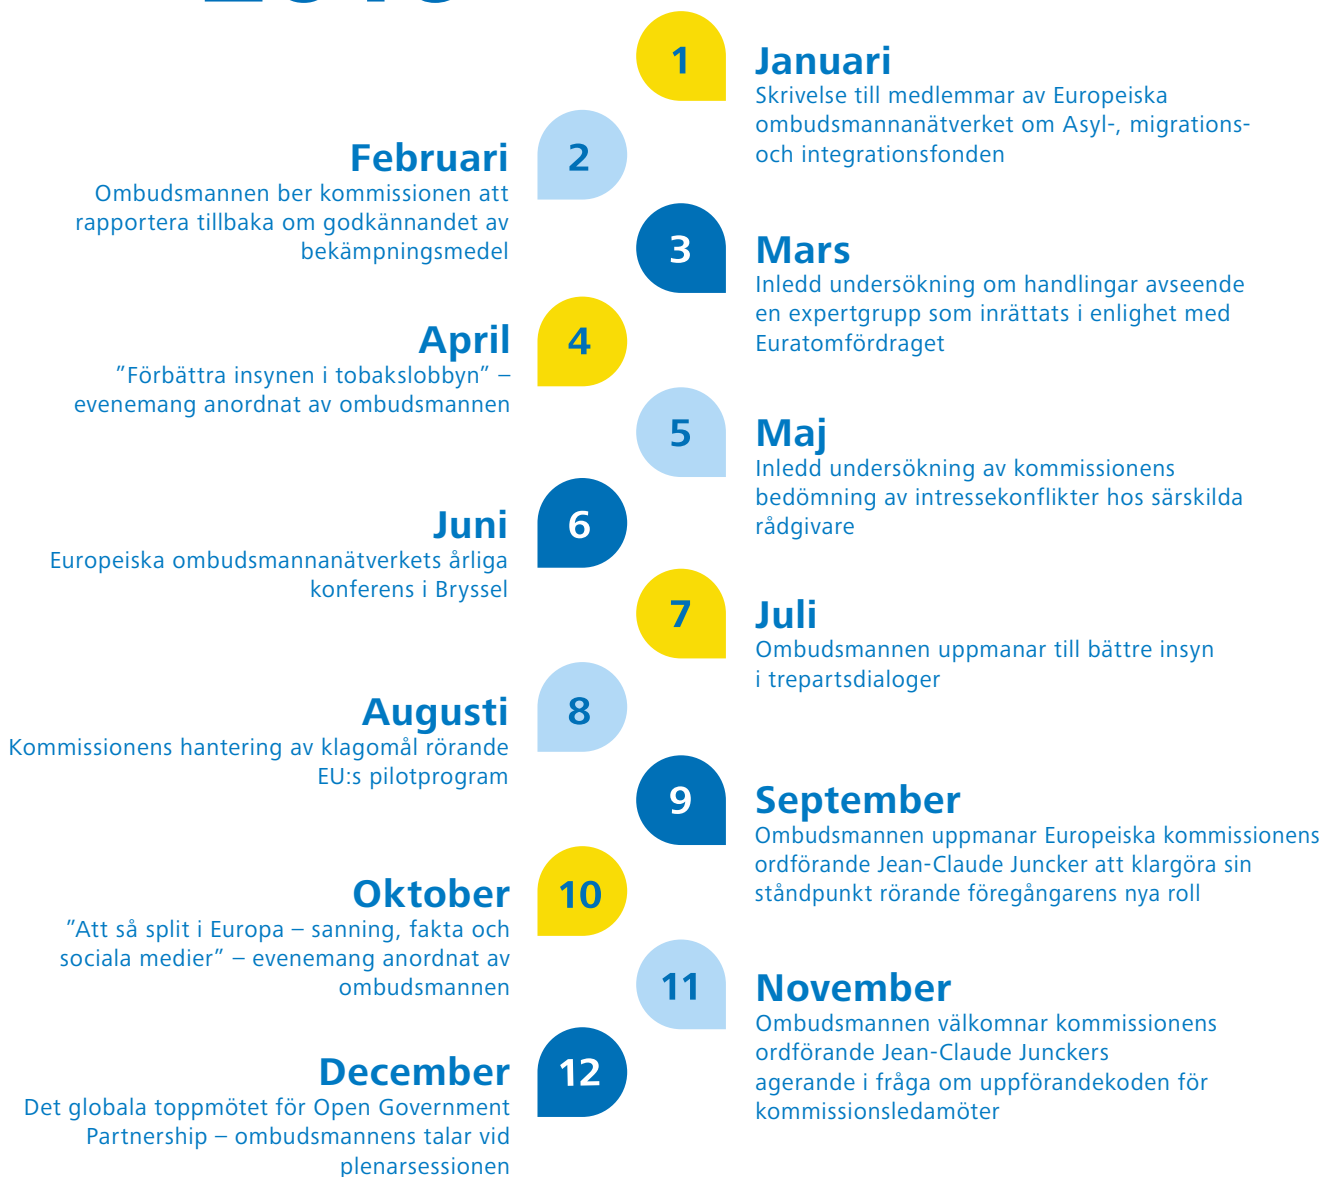 1
Januari
Skrivelse till medlemmar av Europeiska
ombudsmannanätverket om Asyl-, migrations-
och integrationsfonden
2
Februari
Ombudsmannen ber kommissionen att
rapportera tillbaka om godkännandet av
bekämpningsmedel
3
Mars
Inledd undersökning om handlingar avseende
en expertgrupp som inrättats i enlighet med
Euratomfördraget
4
April
”Förbättra insynen i tobakslobbyn” –
evenemang anordnat av ombudsmannen
5
Maj
Inledd undersökning av kommissionens
bedömning av intressekonflikter hos särskilda
rådgivare
6
Juni
Europeiska ombudsmannanätverkets årliga
konferens i Bryssel
7
Juli
Ombudsmannen uppmanar till bättre insyn
i trepartsdialoger
8
Augusti
Kommissionens hantering av klagomål rörande
EU:s pilotprogram
9
September
Ombudsmannen uppmanar Europeiska kommissionens
ordförande Jean-Claude Juncker att klargöra sin
ståndpunkt rörande föregångarens nya roll
10
Oktober
”Att så split i Europa – sanning, fakta och
sociala medier” – evenemang anordnat av
ombudsmannen
11
November
Ombudsmannen välkomnar kommissionens
ordförande Jean-Claude Junckers
agerande i fråga om uppförandekoden för
kommissionsledamöter
12
December
Det globala toppmötet för Open Government
Partnership – ombudsmannens talar vid
plenarsessionen